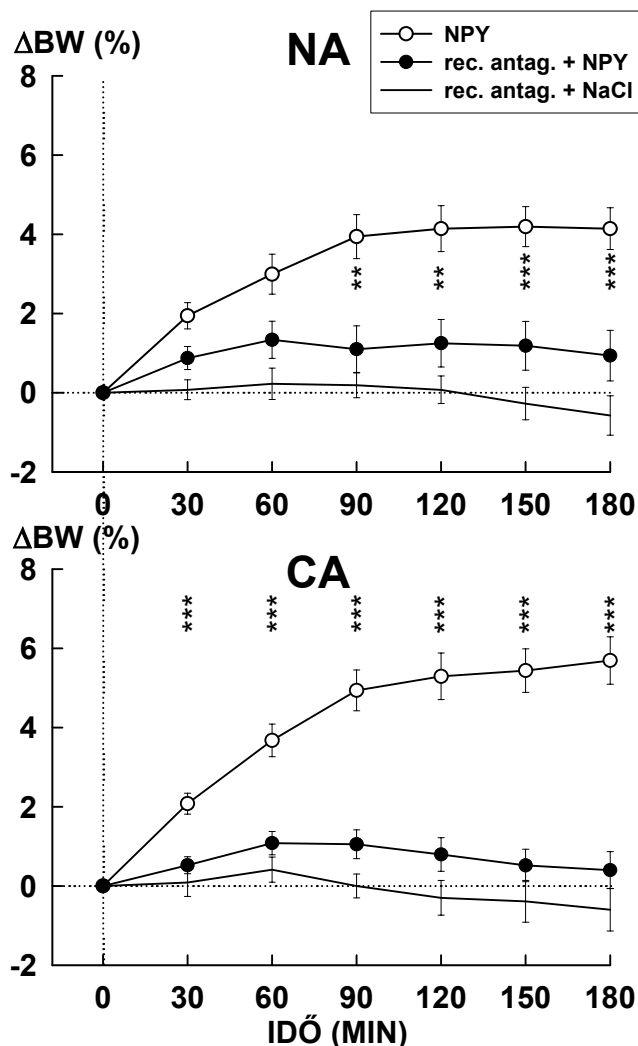 ΔBW (%)
NA
NPY
rec. antag. + NPY
rec. antag. + NaCl
8
6
4
2
0
-2
** ** *** ***
0 30 60 90 120 150 180
ΔBW (%)
CA
8
6
4
2
0
-2
*** *** *** *** *** ***
0 30 60 90 120 150 180
IDŐ (MIN)